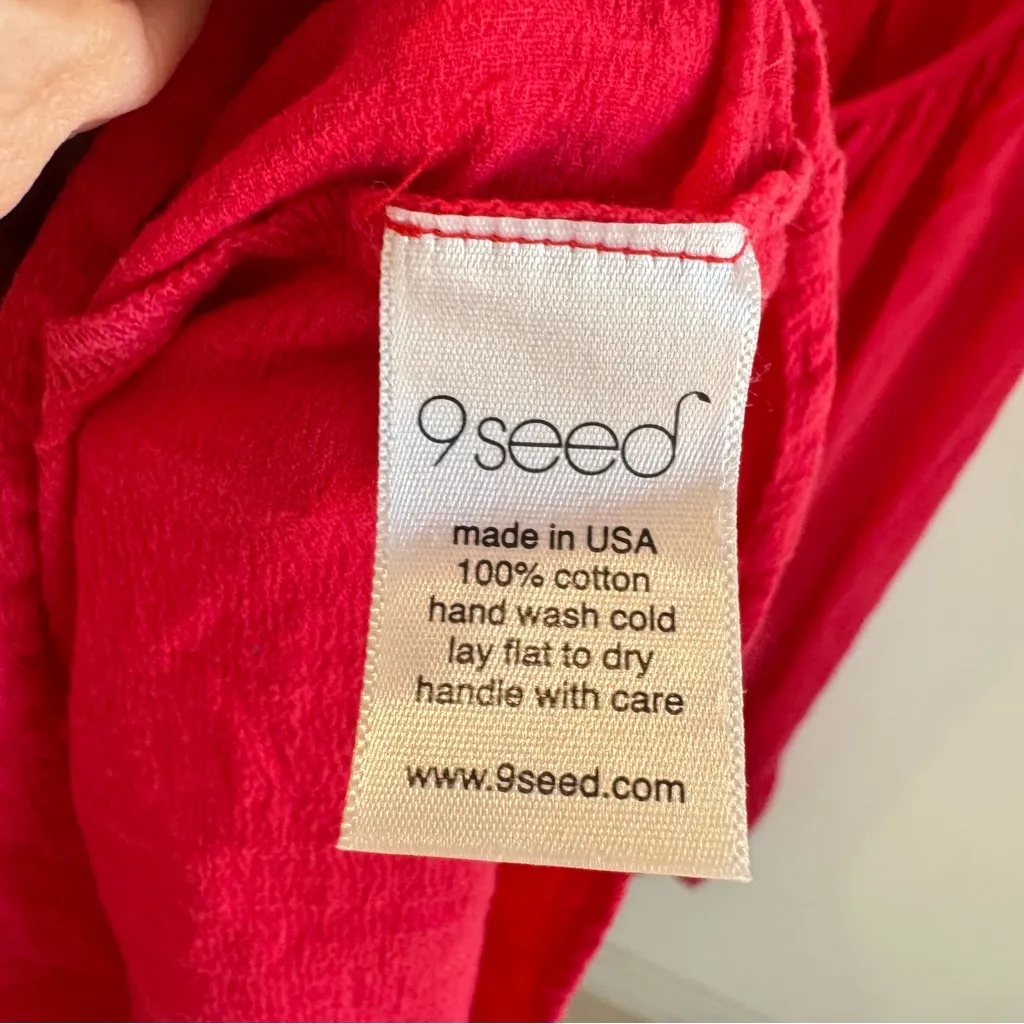 9seed
made in USA
100% cotton
hand wash cold
lay flat to dry
handle with care
www.9seed.com